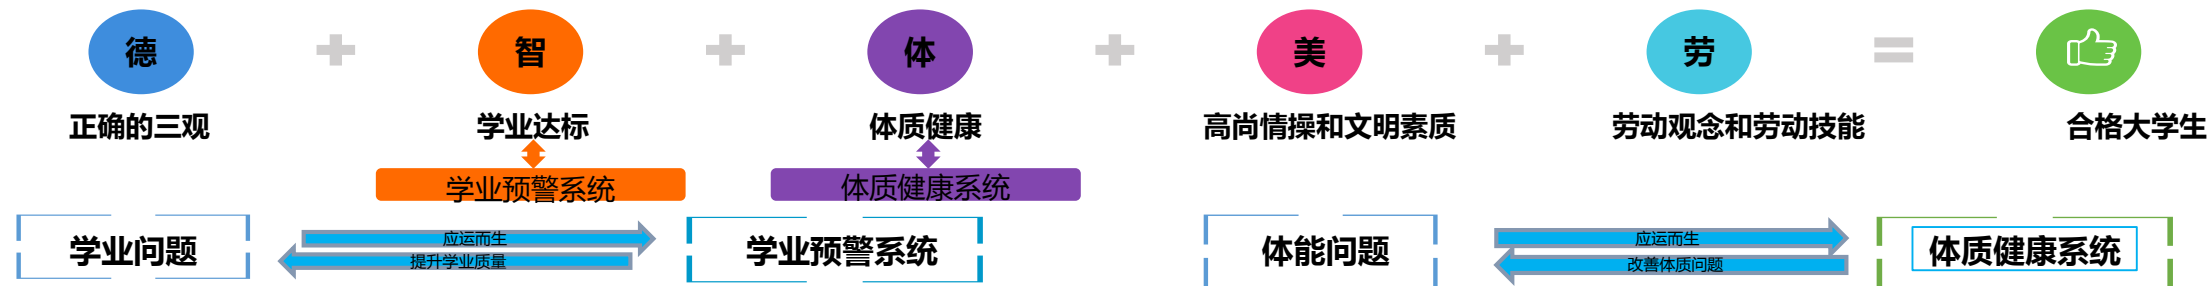 德
智
体
美
劳
正确的三观
学业达标
体质健康
高尚情操和文明素质
劳动观念和劳动技能
合格大学生
学业预警系统
体质健康系统
学业问题
应运而生
提升学业质量
学业预警系统
体能问题
应运而生
改善体质问题
体质健康系统